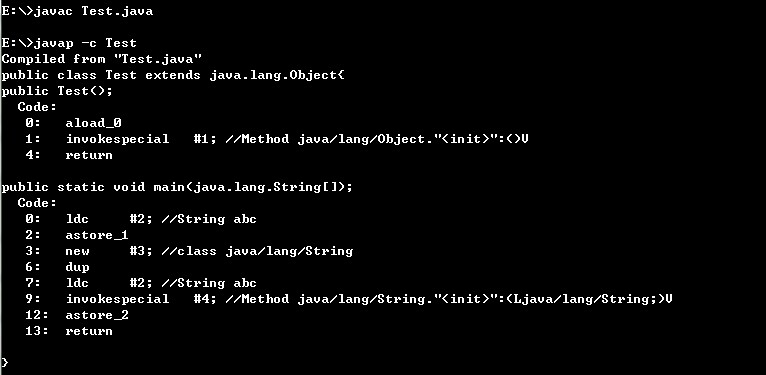 E:\>javac Test.java
E:\>javap -c Test
Compiled from "Test.java"
public class Test extends java.lang.Object{
public Test();
  Code:
   0:   aload_0
   1:   invokespecial   #1; //Method java/lang/Object."<init>":()V
   4:   return
public static void main(java.lang.String[]);
  Code:
   0:   ldc     #2; //String abc
   2:   astore_1
   3:   new     #3; //class java/lang/String
   6:   dup
   7:   ldc     #2; //String abc
   9:   invokespecial   #4; //Method java/lang/String."<init>":(Ljava/lang/String;)V
   12:  astore_2
   13:  return
}